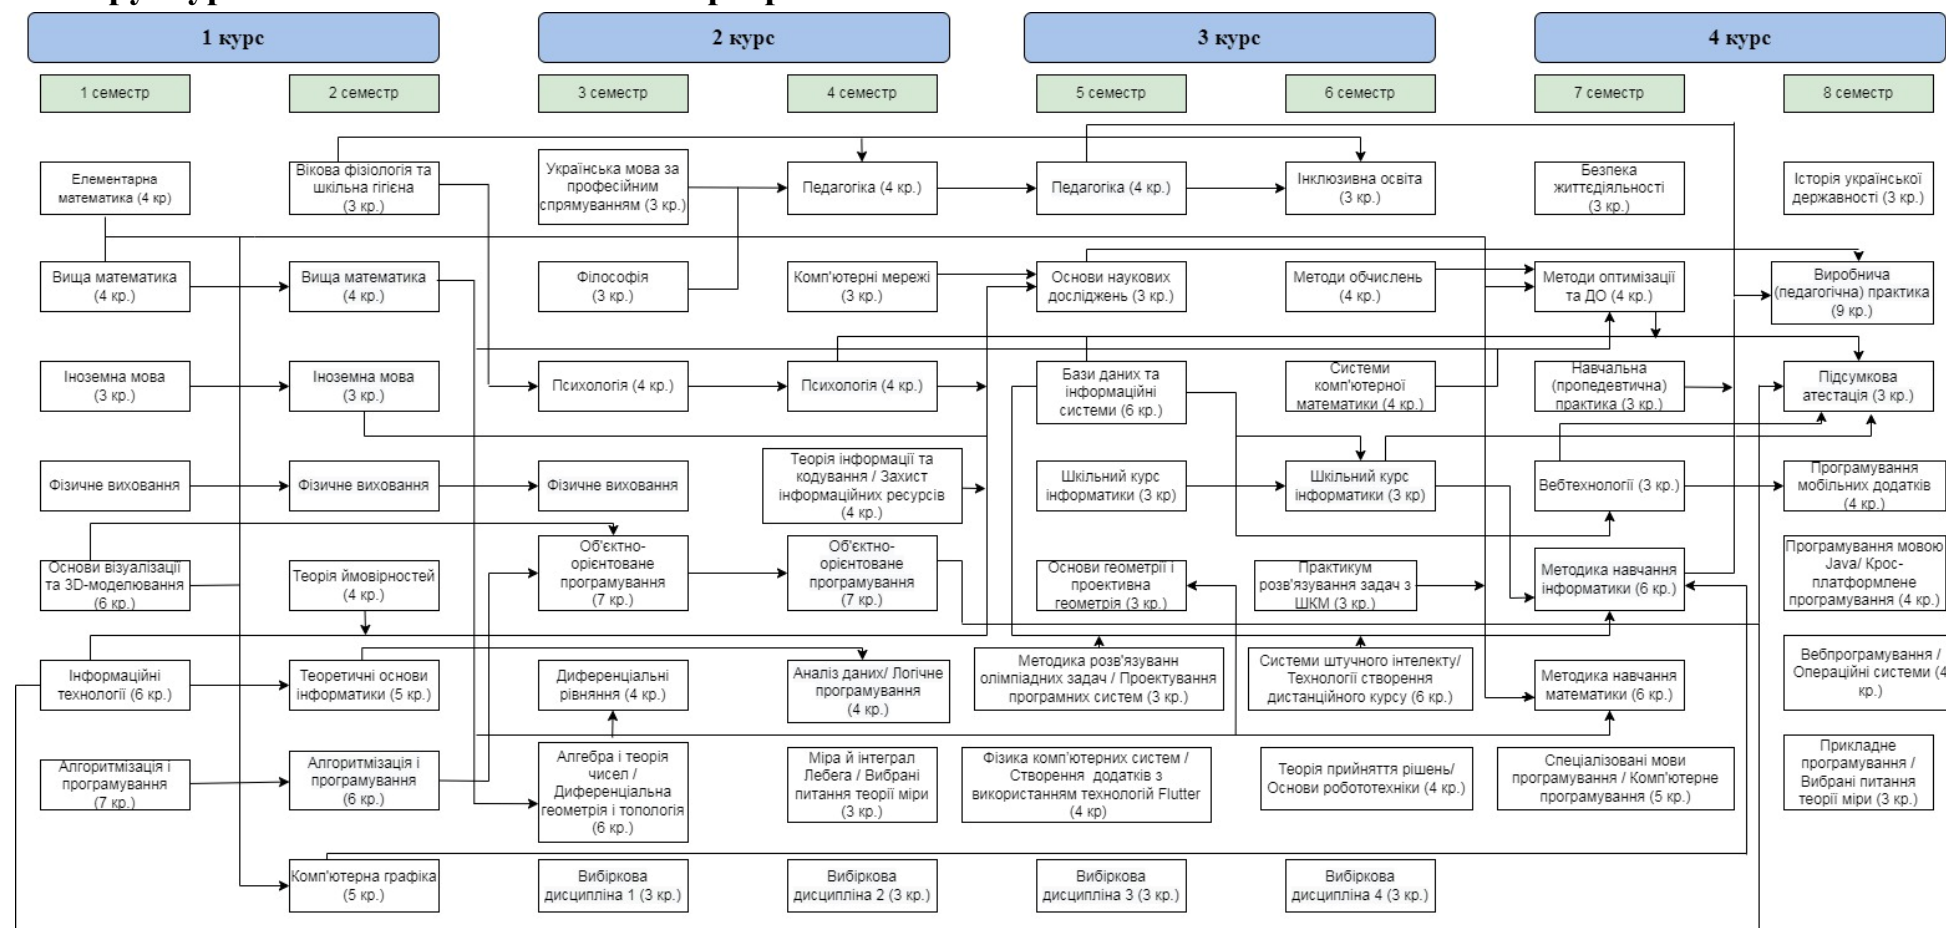 1 курс
2 курс
3 курс
4 курс
1 семестр
2 семестр
3 семестр
4 семестр
5 семестр
6 семестр
7 семестр
8 семестр
Елементарна
математика (4 кр)
Вікова фізіологія та
шкільна гігієна
(3 кр.)
Українська мова за
професійним
спрямуванням (3 кр.)
Педагогіка (4 кр.)
Педагогіка (4 кр.)
Інклюзивна освіта
(3 кр.)
Безпека
життєдіяльності
(3 кр.)
Історія української
державності (3 кр.)
Вища математика
(4 кр.)
Вища математика
(4 кр.)
Філософія
(3 кр.)
Комп'ютерні мережі
(3 кр.)
Основи наукових
досліджень (3 кр.)
Методи обчислень
(4 кр.)
Методи оптимізації
та ДО (4 кр.)
Виробнича
(педагогічна) практика
(9 кр.)
Іноземна мова
(3 кр.)
Іноземна мова
(3 кр.)
Психологія (4 кр.)
Психологія (4 кр.)
Бази даних та
інформаційні
системи (6 кр.)
Системи
комп'ютерної
математики (4 кр.)
Навчальна
(пропедевтична)
практика (3 кр.)
Підсумкова
атестація (3 кр.)
Фізичне виховання
Фізичне виховання
Фізичне виховання
Теорія інформації та
кодування / Захист
інформаційних ресурсів
(4 кр.)
Шкільний курс
інформатики (3 кр)
Шкільний курс
інформатики (3 кр)
Вебтехнології (3 кр.)
Програмування
мобільних додатків
(4 кр.)
Основи візуалізації
та 3D-моделювання
(6 кр.)
Теорія ймовірностей
(4 кр.)
Об'єктно-
орієнтоване
програмування
(7 кр.)
Об'єктно-
орієнтоване
програмування
(7 кр.)
Основи геометрії і
проективна
геометрія (3 кр.)
Практикум
розв'язування задач з
ШКМ (3 кр.)
Методика навчання
інформатики (6 кр.)
Програмування мовою
Java/ Крос-
платформлене
програмування (4 кр.)
Інформаційні
технології (6 кр.)
Теоретичні основи
інформатики (5 кр.)
Диференціальні
рівняння (4 кр.)
Аналіз даних/ Логічне
програмування
(4 кр.)
Методика розв'язуванн
олімпіадних задач / Проектування
програмних систем (3 кр.)
Системи штучного інтелекту/
Технології створення
дистанційного курсу (6 кр.)
Методика навчання
математики (6 кр.)
Вебпрограмування /
Операційні системи (4
кр.)
Алгоритмізація і
програмування
(7 кр.)
Алгоритмізація і
програмування
(6 кр.)
Алгебра і теорія
чисел /
Диференціальна
геометрія і топологія
(6 кр.)
Міра й інтеграл
Лебега / Вибрані
питання теорії міри
(3 кр.)
Фізика комп'ютерних систем /
Створення додатків з
використанням технологій Flutter
(4 кр)
Теорія прийняття рішень/
Основи робототехніки (4 кр.)
Спеціалізовані мови
програмування / Комп'ютерне
програмування (5 кр.)
Прикладне
програмування /
Вибрані питання
теорії міри (3 кр.)
Комп'ютерна графіка
(5 кр.)
Вибіркова
дисципліна 1 (3 кр.)
Вибіркова
дисципліна 2 (3 кр.)
Вибіркова
дисципліна 3 (3 кр.)
Вибіркова
дисципліна 4 (3 кр.)